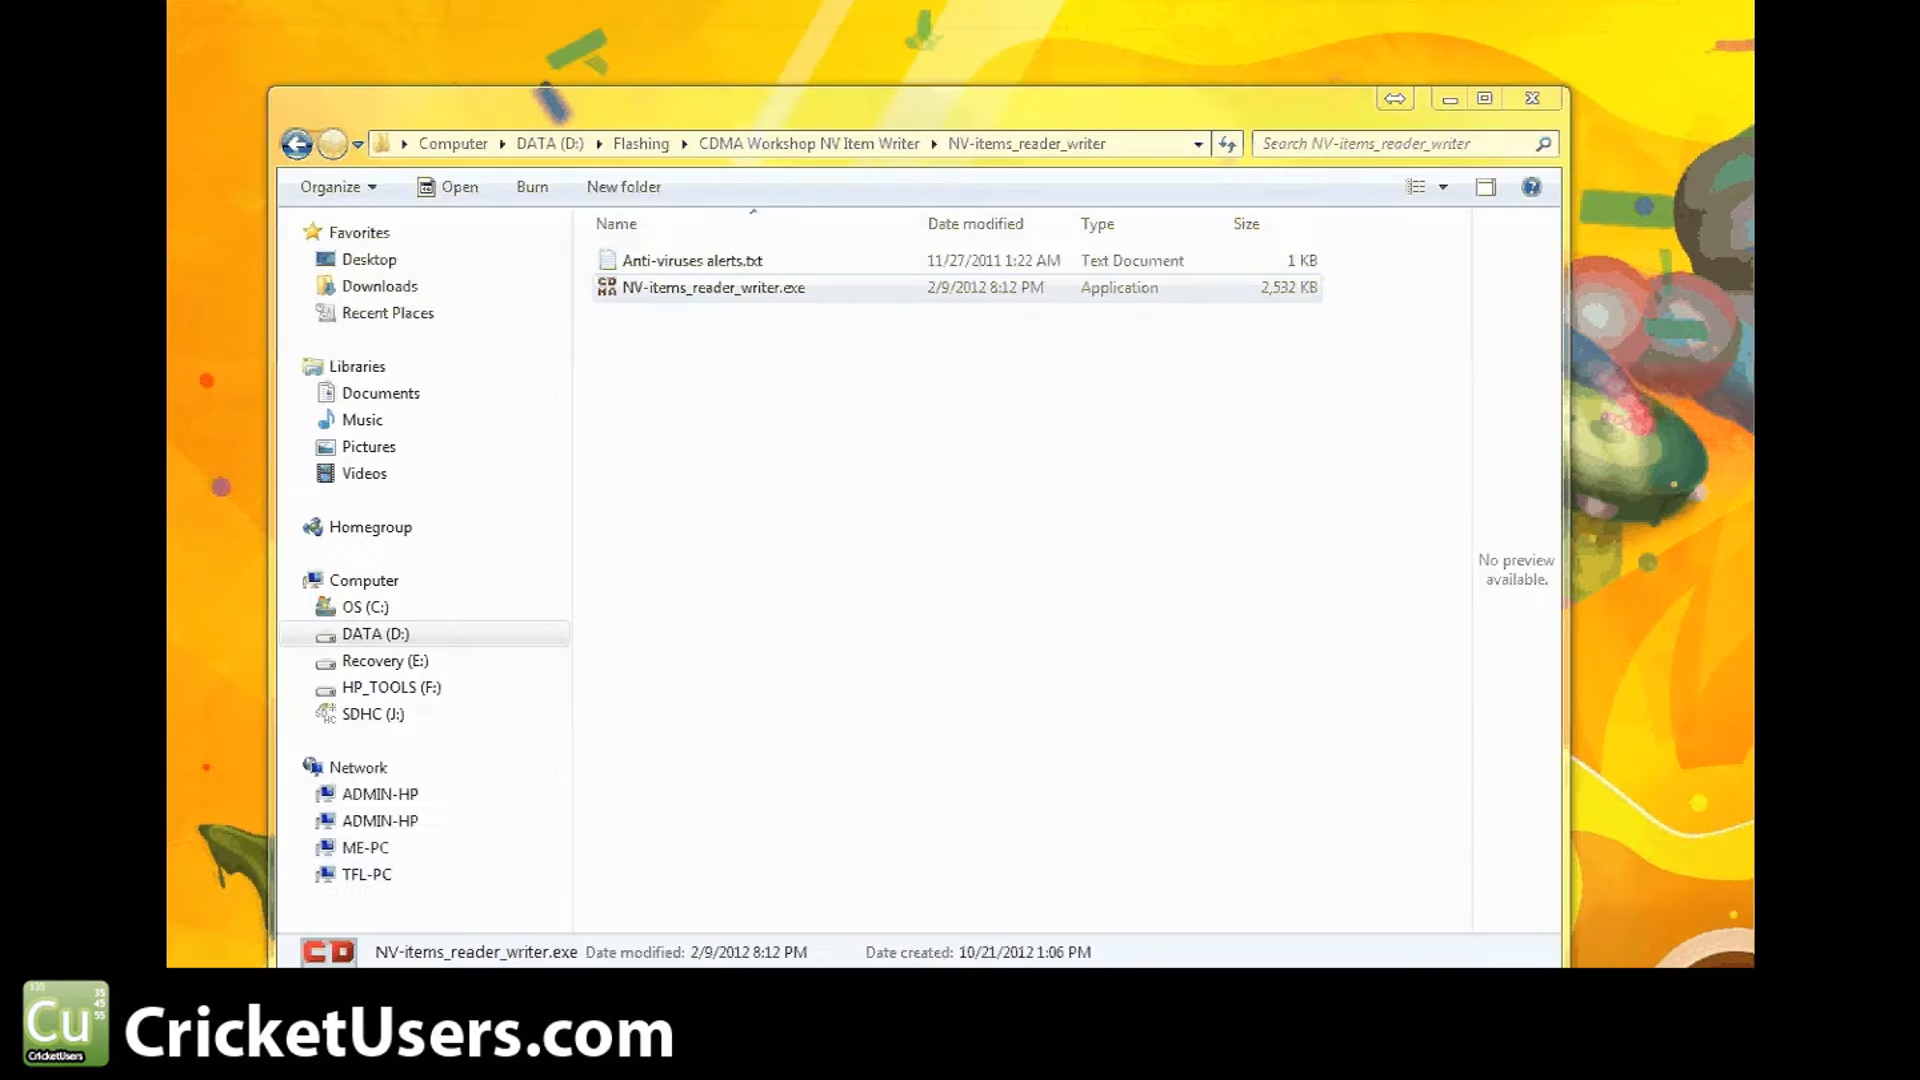 Computer DATA (D:) Flashing CDMA Workshop NV Item Writer NV-items_reader_writer Search NV-items_reader_writer
Organize Open Burn New folder
Name Date modified Type Size
Anti-viruses alerts.txt 11/27/2011 1:22 AM Text Document 1 KB
NV-items_reader_writer.exe 2/9/2012 8:12 PM Application 2,532 KB
Favorites
Desktop
Downloads
Recent Places
Libraries
Documents
Music
Pictures
Videos
Homegroup
Computer
OS (C:)
DATA (D:)
Recovery (E:)
HP_TOOLS (F:)
SDHC (J:)
Network
ADMIN-HP
ADMIN-HP
ME-PC
TFL-PC
No preview
available.
CD NV-items_reader_writer.exe Date modified: 2/9/2012 8:12 PM Date created: 10/21/2012 1:06 PM
Cu
35
45
55
CricketUsers
CricketUsers.com